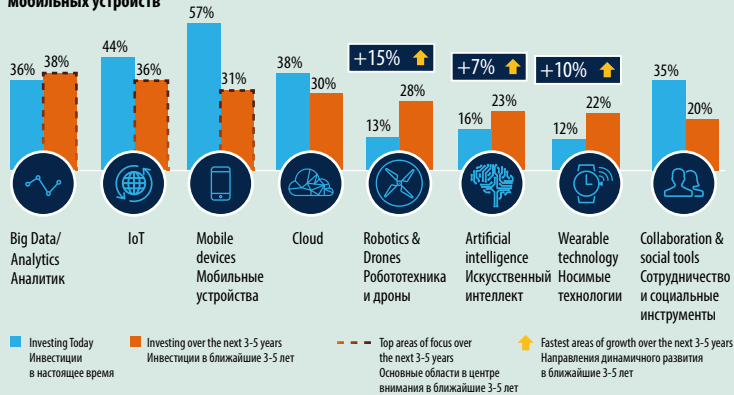 мобильных устройств
36%
38%
44%
36%
57%
31%
38%
30%
+15%
13%
28%
+7%
16%
23%
+10%
12%
22%
35%
20%
Big Data/
Analytics
Аналитик
IoT
Mobile
devices
Мобильные
устройства
Cloud
Robotics &
Drones
Робототехника
и дроны
Artificial
intelligence
Искусственный
интеллект
Wearable
technology
Носимые
технологии
Collaboration &
social tools
Сотрудничество
и социальные
инструменты
Investing Today
Инвестиции
в настоящее время
Investing over the next 3-5 years
Инвестиции в ближайшие 3-5 лет
Top areas of focus over
the next 3-5 years
Основные области в центре
внимания в ближайшие 3-5 лет
Fastest areas of growth over the next 3-5 years
Направления динамичного развития
в ближайшие 3-5 лет